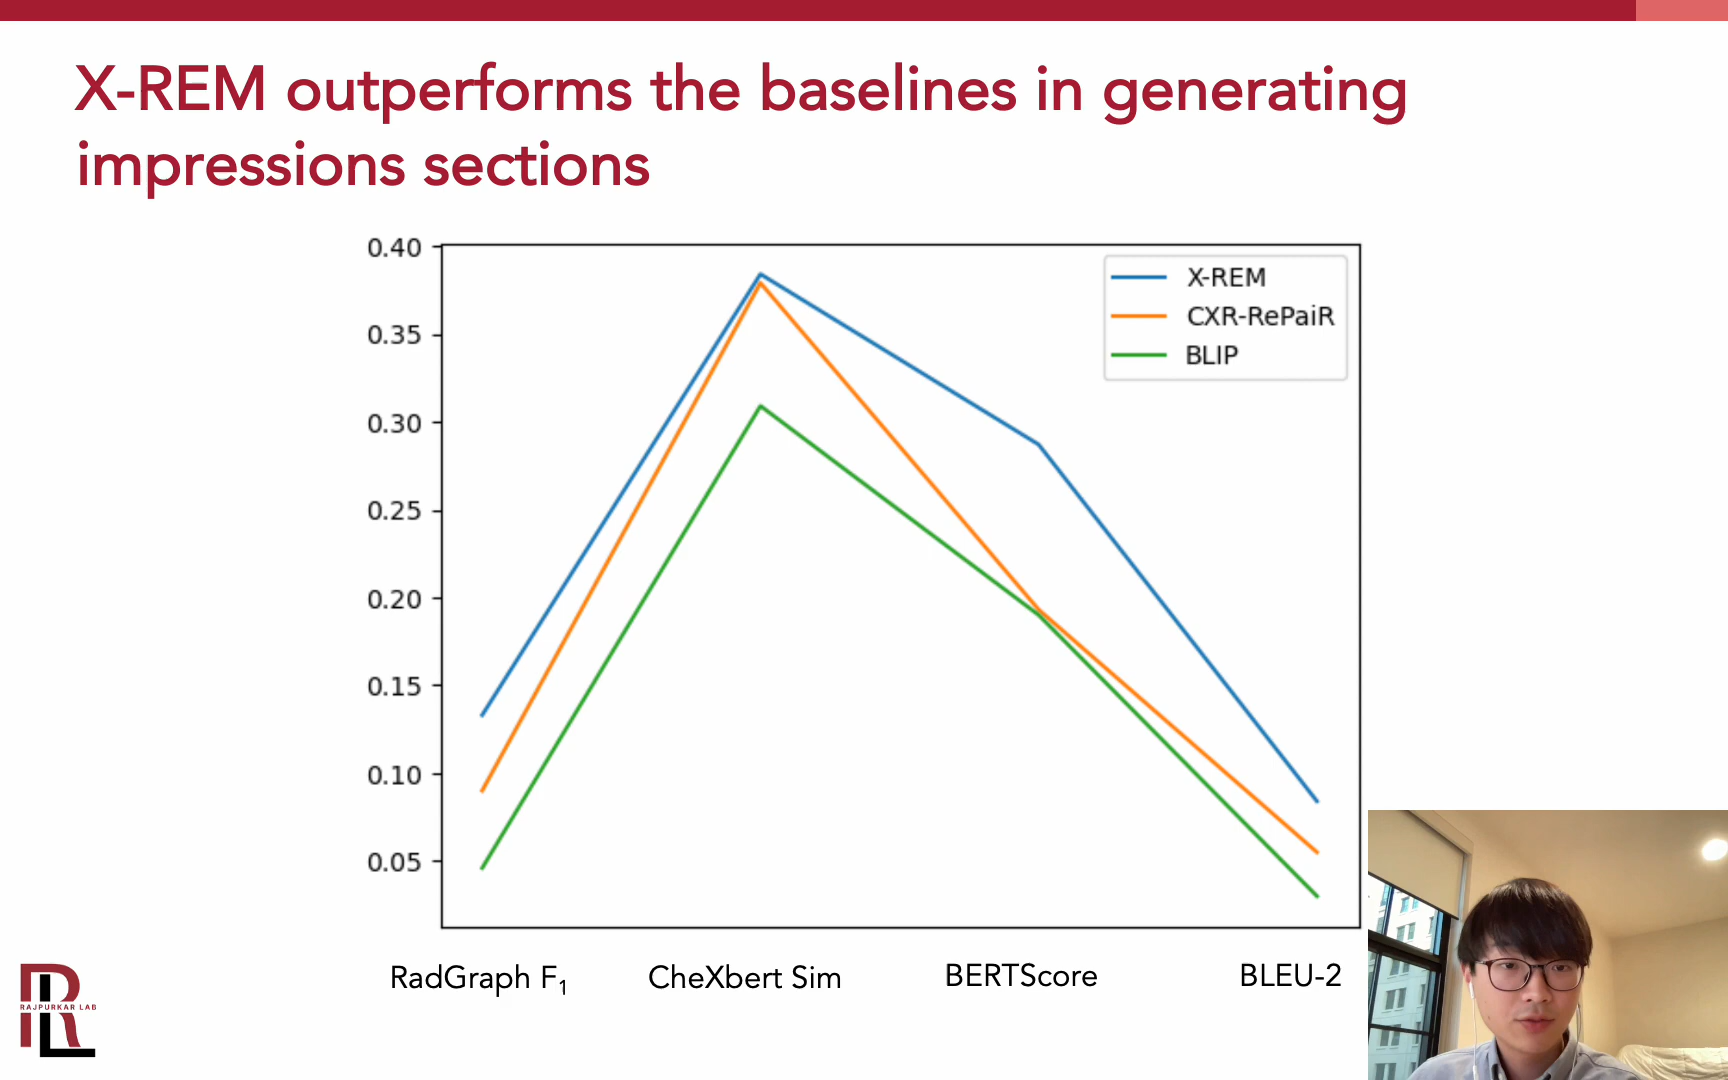 X-REM outperforms the baselines in generating
impressions sections
0.40
0.35
0.30
0.25
0.20
0.15
0.10
0.05
X-REM
CXR-RePaiR
BLIP
RadGraph F₁
CheXbert Sim
BERTScore
BLEU-2
RL
RAJPURKAR LAB